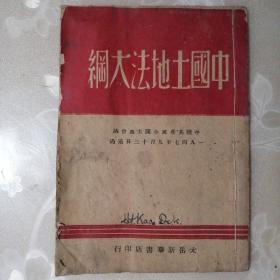 中國土地法大綱
中國共產黨全國土地會議
一九四七年九月十三日通過
太岳新華書店印行